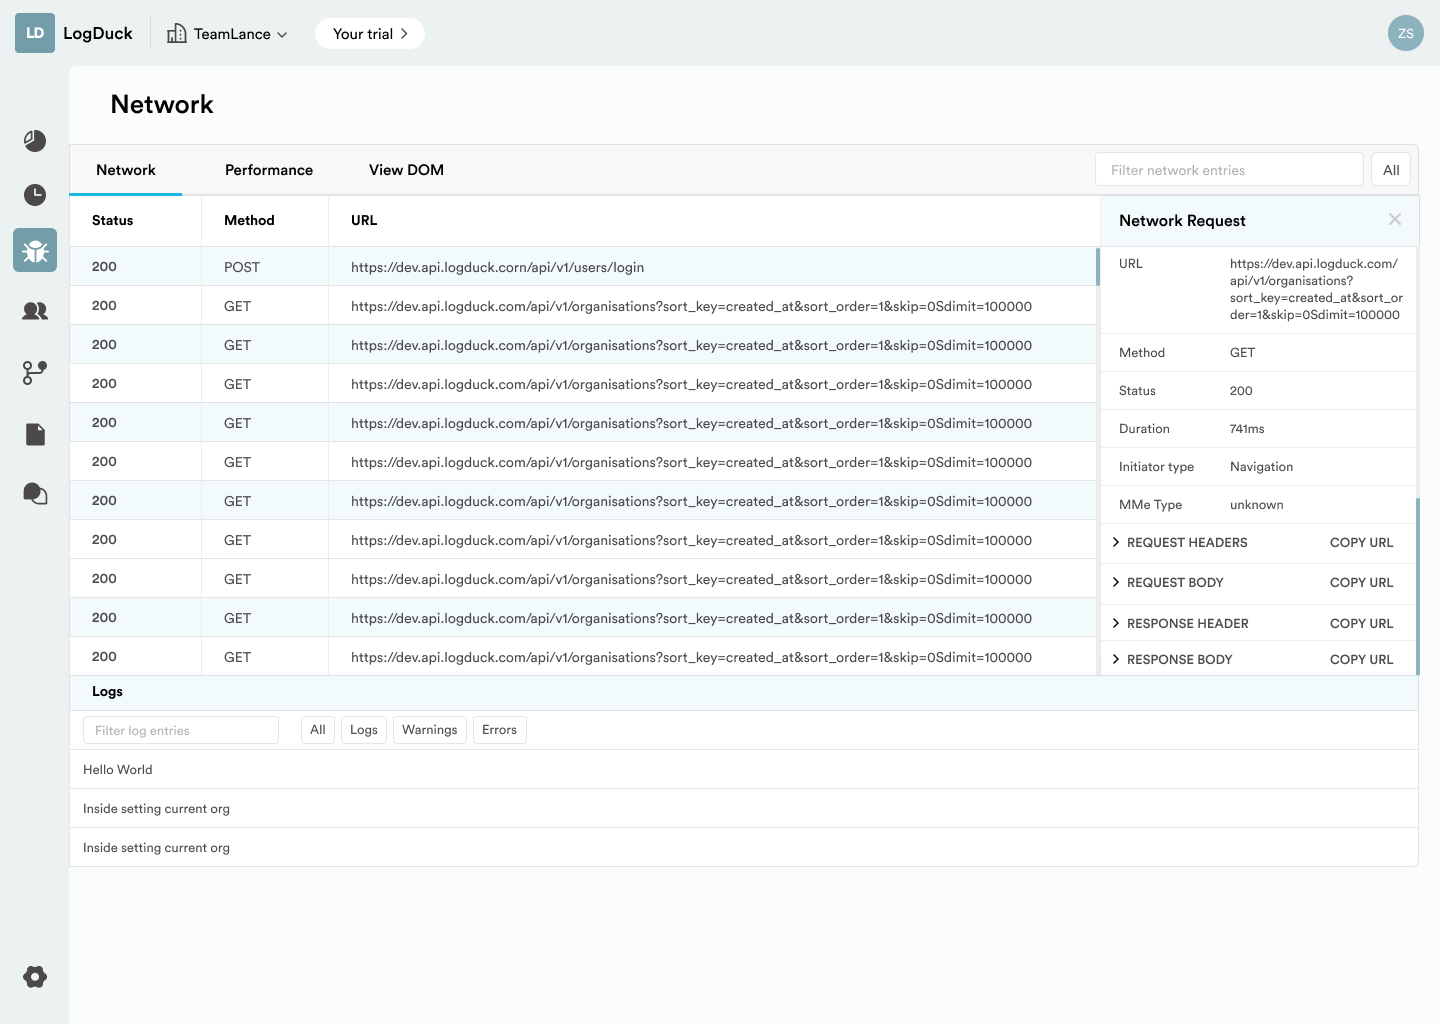 LD LogDuck TeamLance Your trial ZS
Network
Network Performance View DOM Filter network entries All
Status Method URL Network Request
200 POST https://dev.api.logduck.corn/api/v1/users/login
200 GET https://dev.api.logduck.com/api/v1/organisations?sort_key=created_at&sort_order=1&skip=0Sdimit=100000
200 GET https://dev.api.logduck.com/api/v1/organisations?sort_key=created_at&sort_order=1&skip=0Sdimit=100000
200 GET https://dev.api.logduck.com/api/v1/organisations?sort_key=created_at&sort_order=1&skip=0Sdimit=100000
200 GET https://dev.api.logduck.com/api/v1/organisations?sort_key=created_at&sort_order=1&skip=0Sdimit=100000
200 GET https://dev.api.logduck.com/api/v1/organisations?sort_key=created_at&sort_order=1&skip=0Sdimit=100000
200 GET https://dev.api.logduck.com/api/v1/organisations?sort_key=created_at&sort_order=1&skip=0Sdimit=100000
200 GET https://dev.api.logduck.com/api/v1/organisations?sort_key=created_at&sort_order=1&skip=0Sdimit=100000
200 GET https://dev.api.logduck.com/api/v1/organisations?sort_key=created_at&sort_order=1&skip=0Sdimit=100000
200 GET https://dev.api.logduck.com/api/v1/organisations?sort_key=created_at&sort_order=1&skip=0Sdimit=100000
200 GET https://dev.api.logduck.com/api/v1/organisations?sort_key=created_at&sort_order=1&skip=0Sdimit=100000
URL https://dev.api.logduck.com/
api/v1/organisations?
sort_key=created_at&sort_or
der=1&skip=0Sdimit=100000
Method GET
Status 200
Duration 741ms
Initiator type Navigation
MMe Type unknown
REQUEST HEADERS COPY URL
REQUEST BODY COPY URL
RESPONSE HEADER COPY URL
RESPONSE BODY COPY URL
Logs
Filter log entries All Logs Warnings Errors
Hello World
Inside setting current org
Inside setting current org